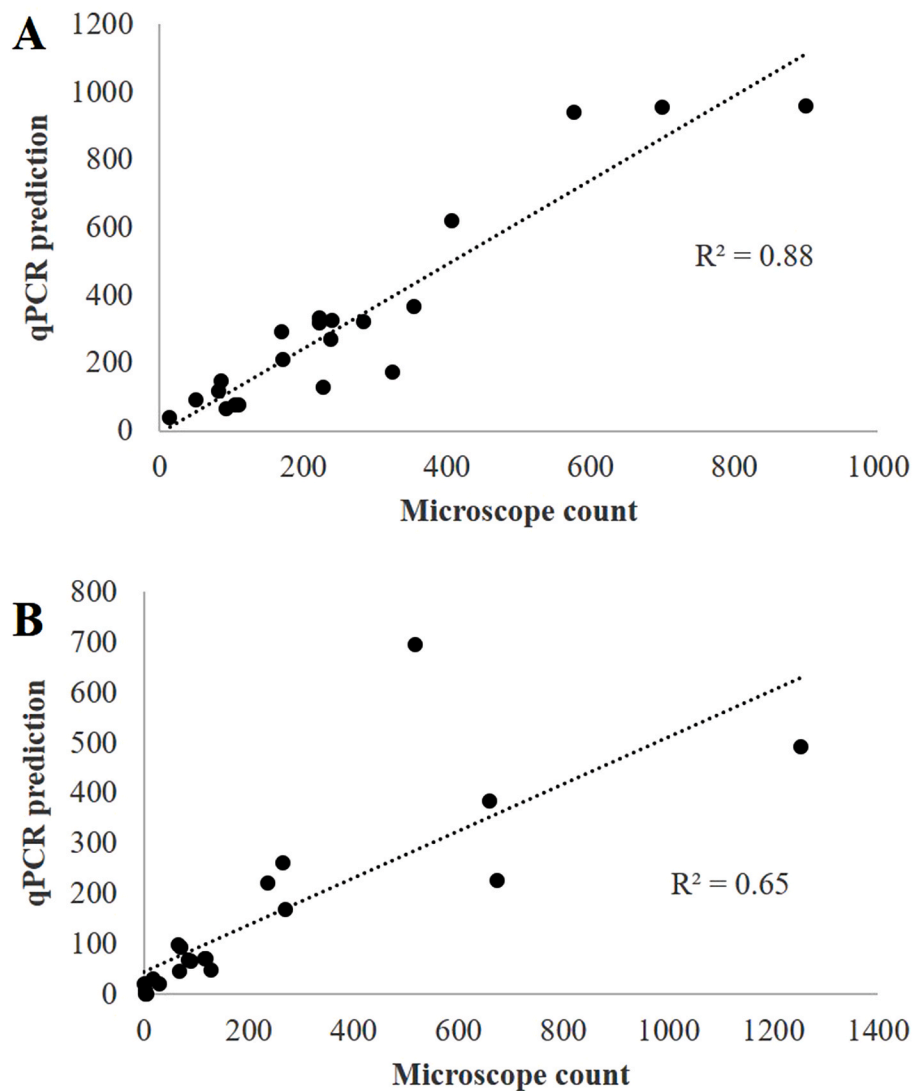 A
1200
1000
800
600
400
200
0
qPCR prediction
R² = 0.88
0 200 400 600 800 1000
Microscope count
B
800
700
600
500
400
300
200
100
0
qPCR prediction
R² = 0.65
0 200 400 600 800 1000 1200 1400
Microscope count